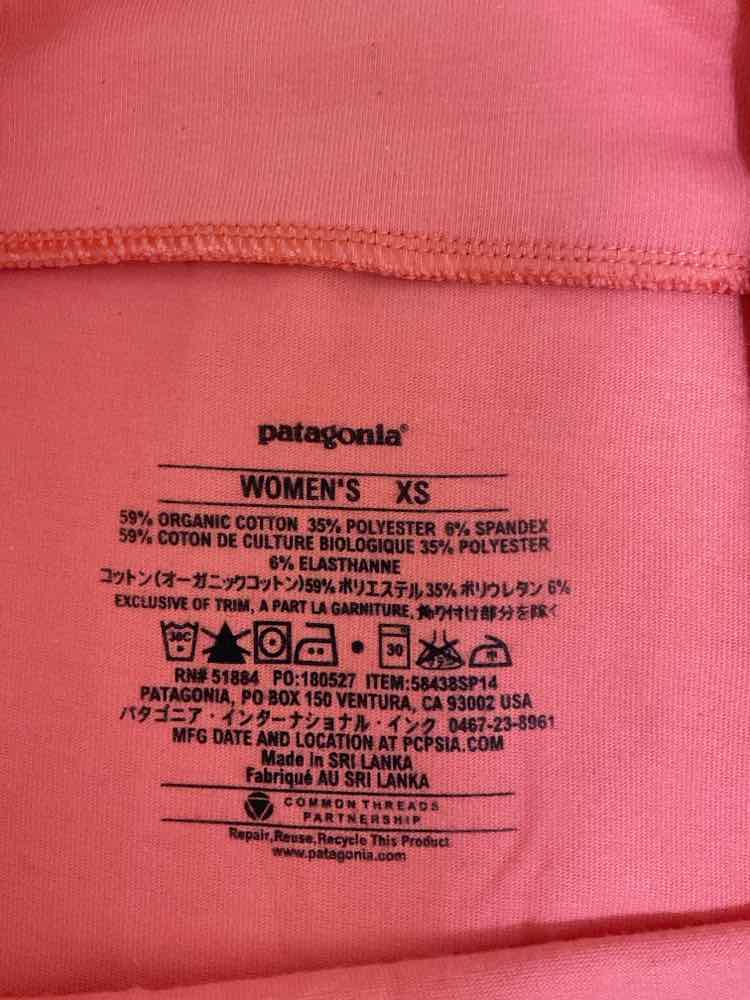 patagonia®
WOMEN'S XS
59% ORGANIC COTTON 35% POLYESTER 6% SPANDEX
59% COTON DE CULTURE BIOLOGIQUE 35% POLYESTER
6% ELASTHANNE
コットン(オーガニックコットン)59% ポリエステル 35% ポリウレタン 6%
EXCLUSIVE OF TRIM, A PART LA GARNITURE, 飾り付け部分を除く
30C 30 中
RN# 51884 PO:180527 ITEM:58438SP14
PATAGONIA, PO BOX 150 VENTURA, CA 93002 USA
パタゴニア・インターナショナル・インク 0467-23-8961
MFG DATE AND LOCATION AT PCPSIA.COM
Made in SRI LANKA
Fabriqué AU SRI LANKA
COMMON THREADS
PARTNERSHIP
Repair,Reuse,Recycle This Product
www.patagonia.com